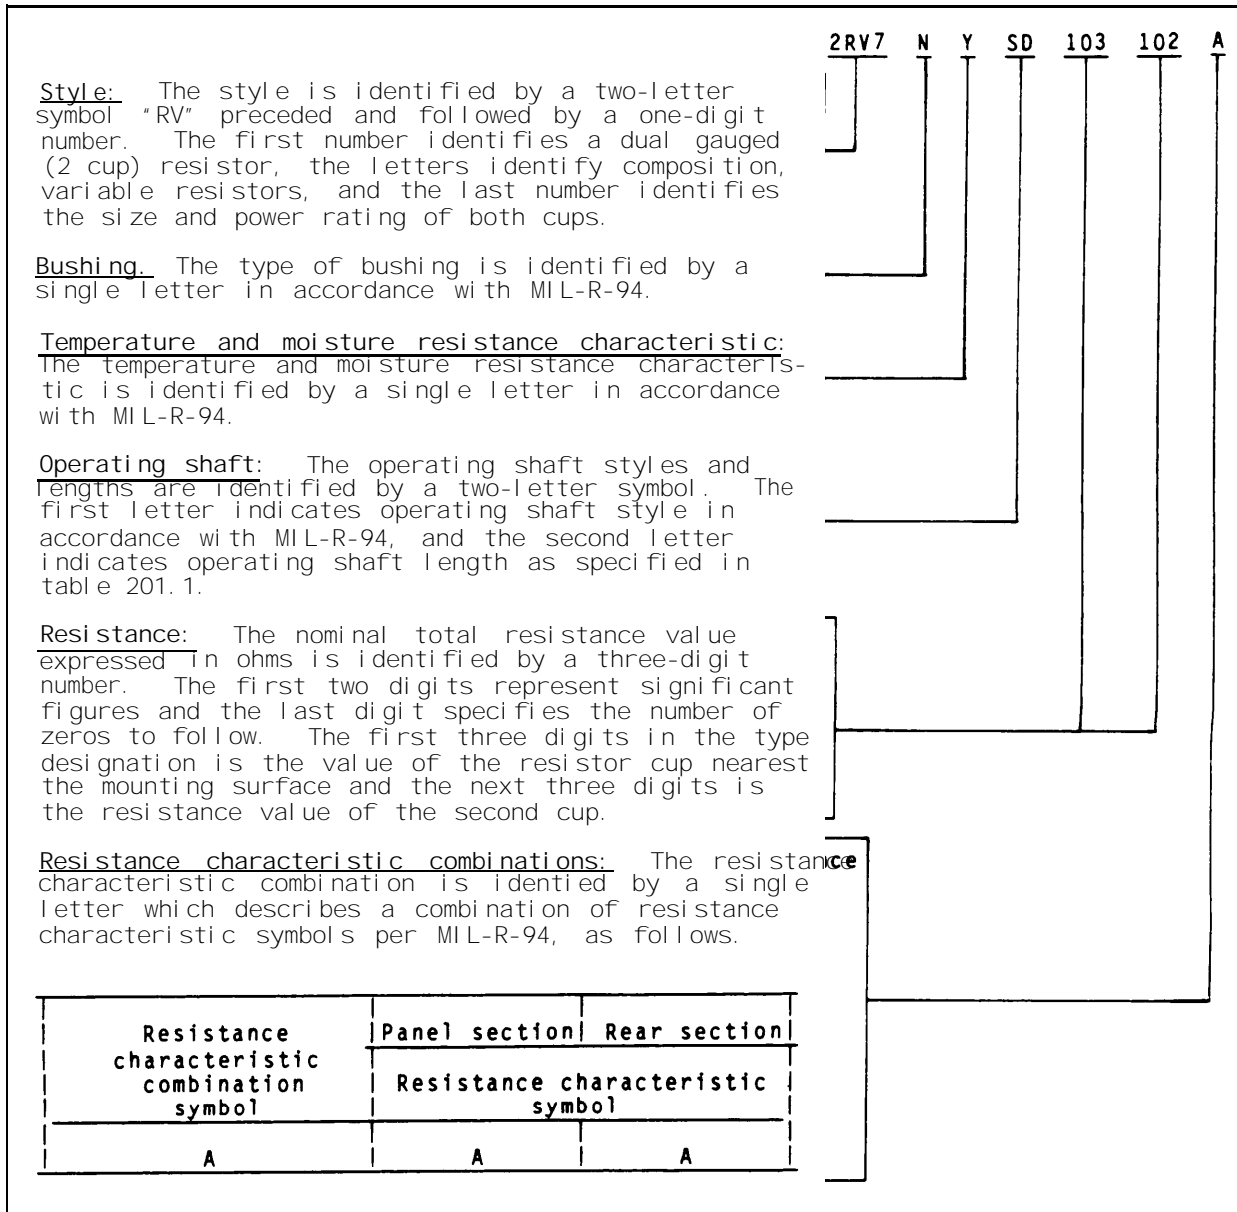 2RV7 N Y SD 103 102 A
Style: The style is identified by a two-letter
symbol "RV" preceded and followed by a one-digit
number. The first number identifies a dual gauged
(2 cup) resistor, the letters identify composition,
variable resistors, and the last number identifies
the size and power rating of both cups.
Bushing. The type of bushing is identified by a
single letter in accordance with MIL-R-94.
Temperature and moisture resistance characteristic:
The temperature and moisture resistance characteris-
tic is identified by a single letter in accordance
with MIL-R-94.
Operating shaft: The operating shaft styles and
lengths are identified by a two-letter symbol. The
first letter indicates operating shaft style in
accordance with MIL-R-94, and the second letter
indicates operating shaft length as specified in
table 201.1.
Resistance: The nominal total resistance value
expressed in ohms is identified by a three-digit
number. The first two digits represent significant
figures and the last digit specifies the number of
zeros to follow. The first three digits in the type
designation is the value of the resistor cup nearest
the mounting surface and the next three digits is
the resistance value of the second cup.
Resistance characteristic combinations: The resistance
characteristic combination is identied by a single
letter which describes a combination of resistance
characteristic symbols per MIL-R-94, as follows.
Resistance characteristic combination symbol
Panel section Rear section
Resistance characteristic symbol
A A A